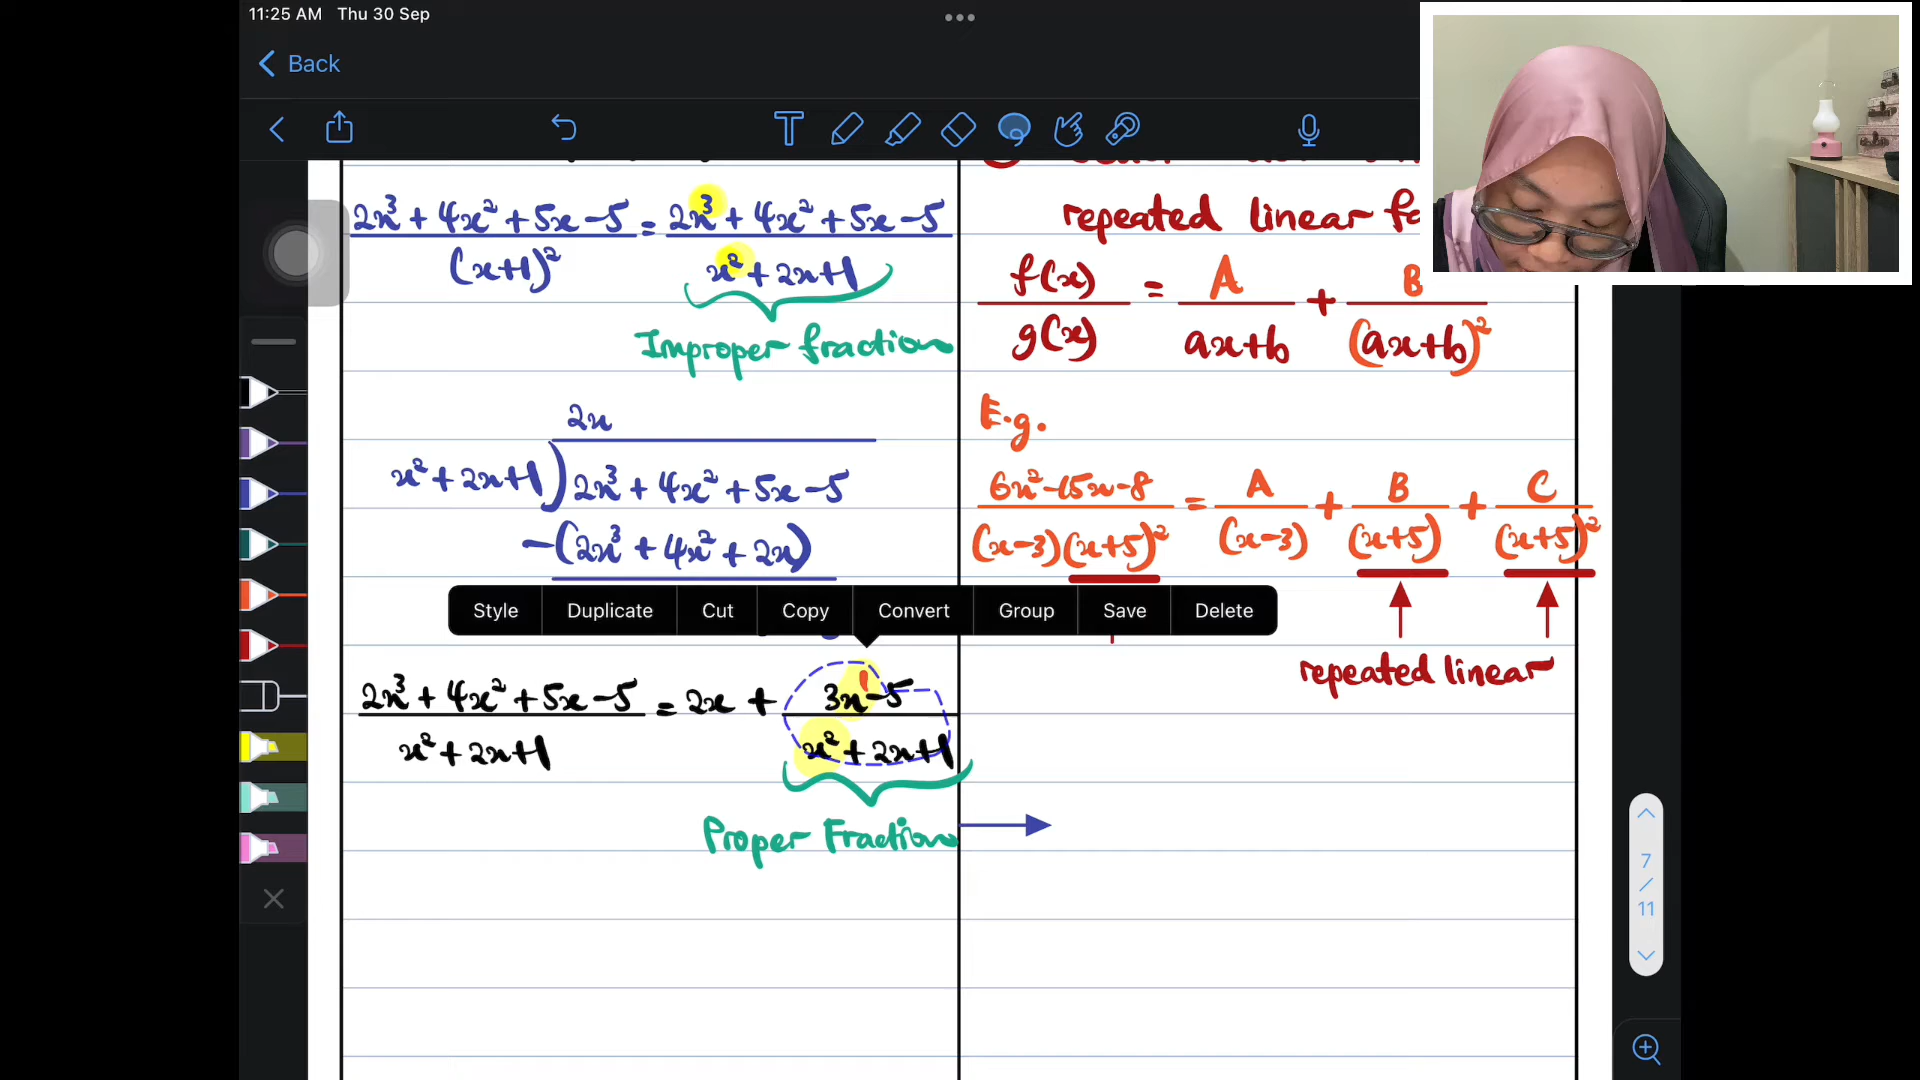 11:25 AM Thu 30 Sep
Back
2x³ + 4x² + 5x - 5 / (x+1)² = 2x³ + 4x² + 5x - 5 / x² + 2x + 1
Improper fraction
2x
x² + 2x + 1 ) 2x³ + 4x² + 5x - 5
- (2x³ + 4x² + 2x)
Style Duplicate Cut Copy Convert Group Save Delete
2x³ + 4x² + 5x - 5 / x² + 2x + 1 = 2x + 3x¹ - 5 / x² + 2x + 1
Proper Fraction
repeated linear
f(x) / g(x) = A / ax+b + B / (ax+b)²
E.g.
6x² - 15x - 8 / (x-3)(x+5)² = A / (x-3) + B / (x+5) + C / (x+5)²
repeated linear
7
/
11